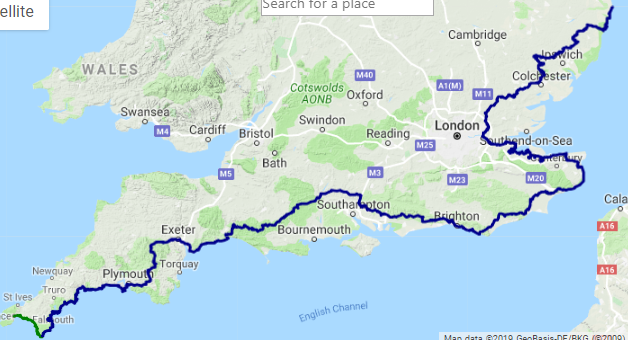 ellite
Search for a place
Cambridge
WALES
Ipswich
M40
Cotswolds
AONB
A1(M)
Colchester
Oxford
M11
Swansea
Swindon
London
M4
Cardiff
Bristol
Reading
Southend-on-Sea
M25
Bath
Canterbury
M5
M3
M23
M20
Southampton
Cala
Brighton
A16
Exeter
Bournemouth
Torquay
Newquay
Plymouth
A16
Truro
St Ives
English Channel
Falmouth
Map data ©2019 GeoBasis-DE/BKG (©2009)